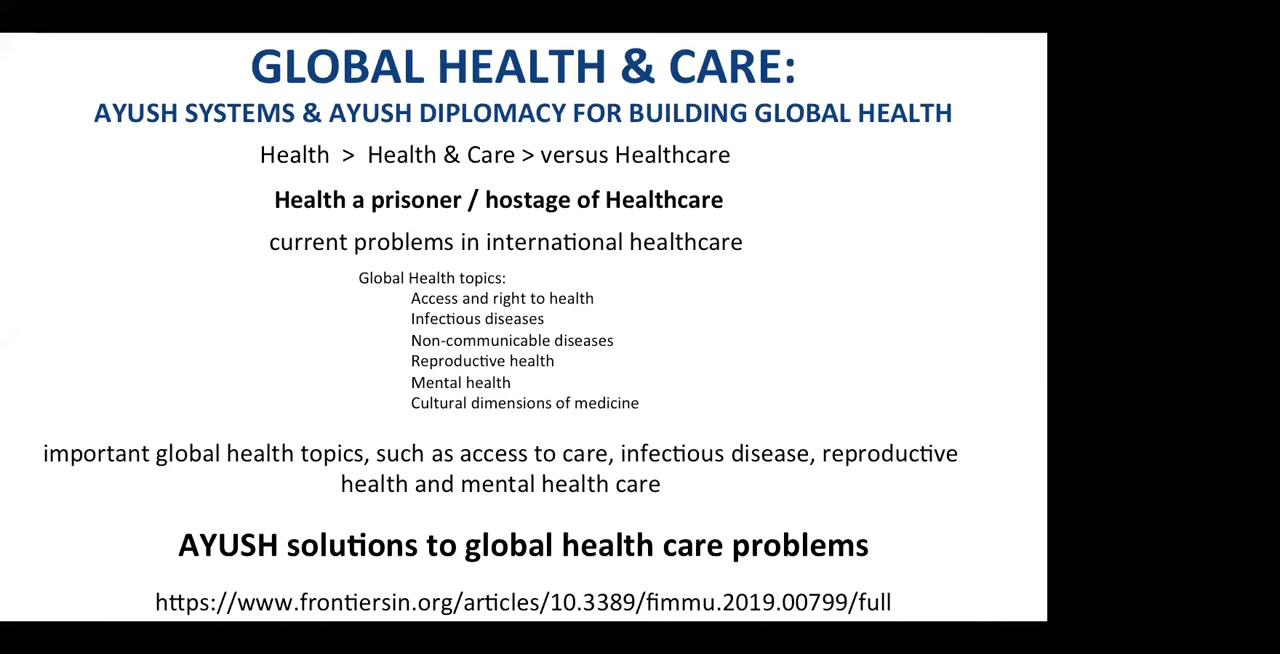 GLOBAL HEALTH & CARE:
AYUSH SYSTEMS & AYUSH DIPLOMACY FOR BUILDING GLOBAL HEALTH
Health > Health & Care > versus Healthcare
Health a prisoner / hostage of Healthcare
current problems in international healthcare
Global Health topics:
Access and right to health
Infectious diseases
Non-communicable diseases
Reproductive health
Mental health
Cultural dimensions of medicine
important global health topics, such as access to care, infectious disease, reproductive
health and mental health care
AYUSH solutions to global health care problems
https://www.frontiersin.org/articles/10.3389/fimmu.2019.00799/full